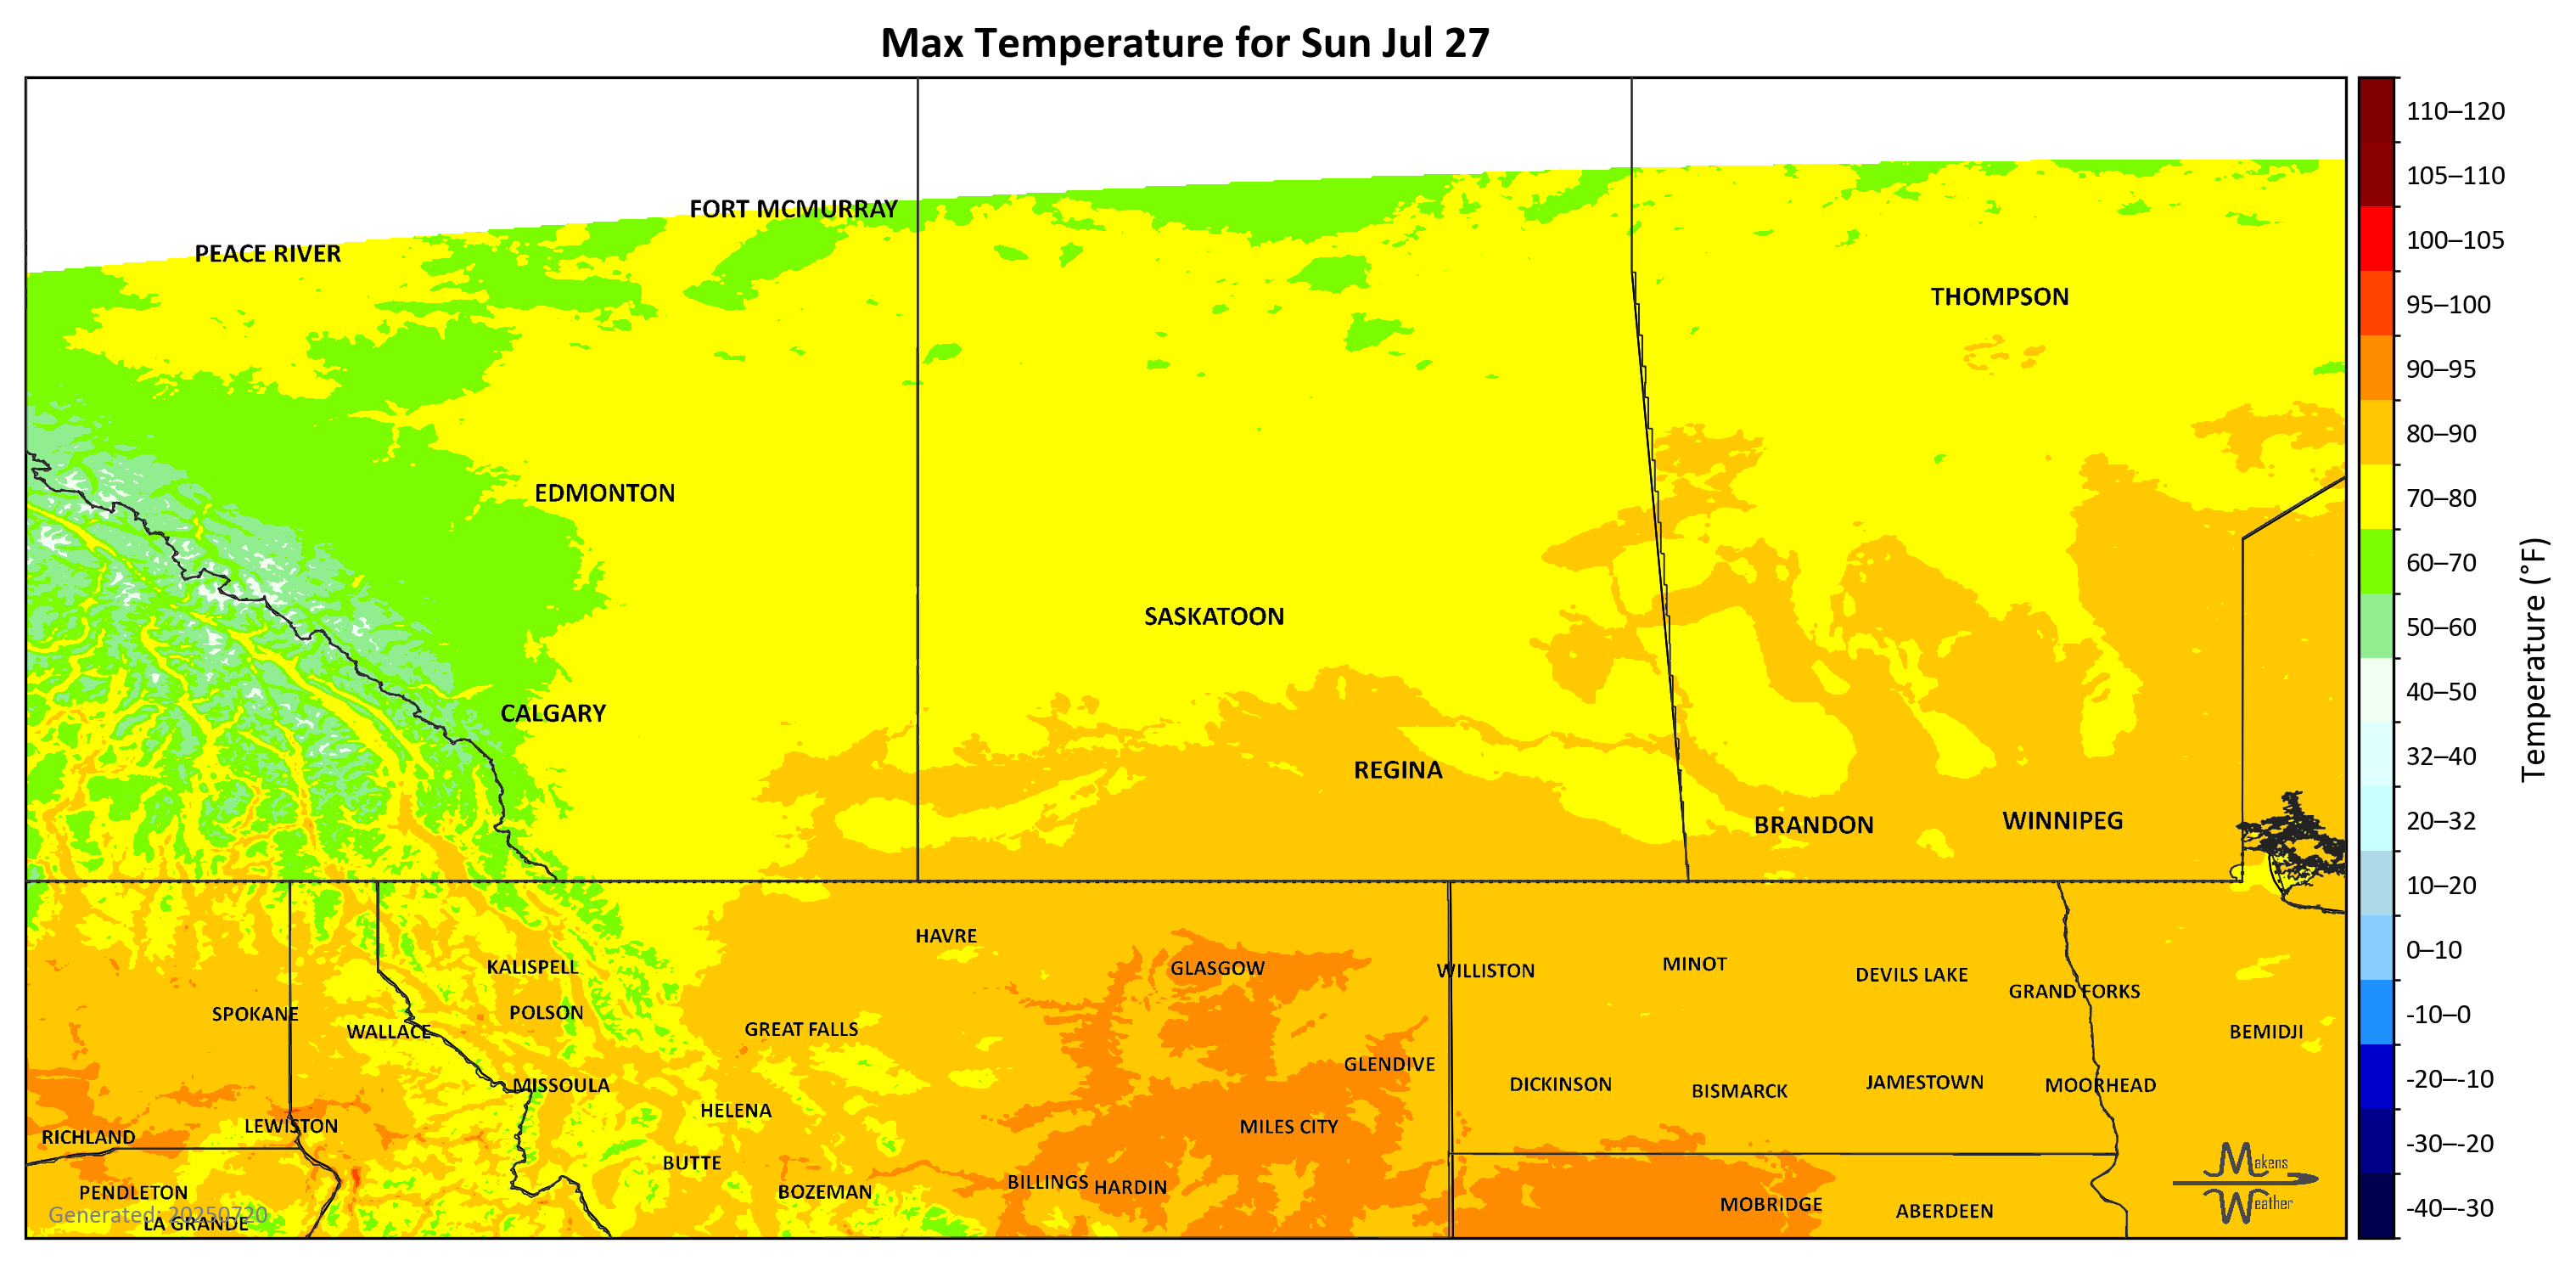 Max Temperature for Sun Jul 27
FORT MCMURRAY
PEACE RIVER
THOMPSON
EDMONTON
SASKATOON
CALGARY
REGINA
BRANDON
WINNIPEG
HAVRE
KALISPELL
GLASGOW
WILLISTON
MINOT
DEVILS LAKE
GRAND FORKS
SPOKANE
POLSON
WALLACE
GREAT FALLS
BEMIDJI
GLENDIVE
MISSOULA
DICKINSON
BISMARCK
JAMESTOWN
MOORHEAD
HELENA
LEWISTON
MILES CITY
RICHLAND
BUTTE
BILLINGS
HARDIN
PENDLETON
BOZEMAN
MOBRIDGE
ABERDEEN
LA GRANDE
Generated: 20250720
Makens
Weather
110–120
105–110
100–105
95–100
90–95
80–90
70–80
60–70
50–60
40–50
32–40
20–32
10–20
0–10
-10–0
-20–-10
-30–-20
-40–-30
Temperature (°F)